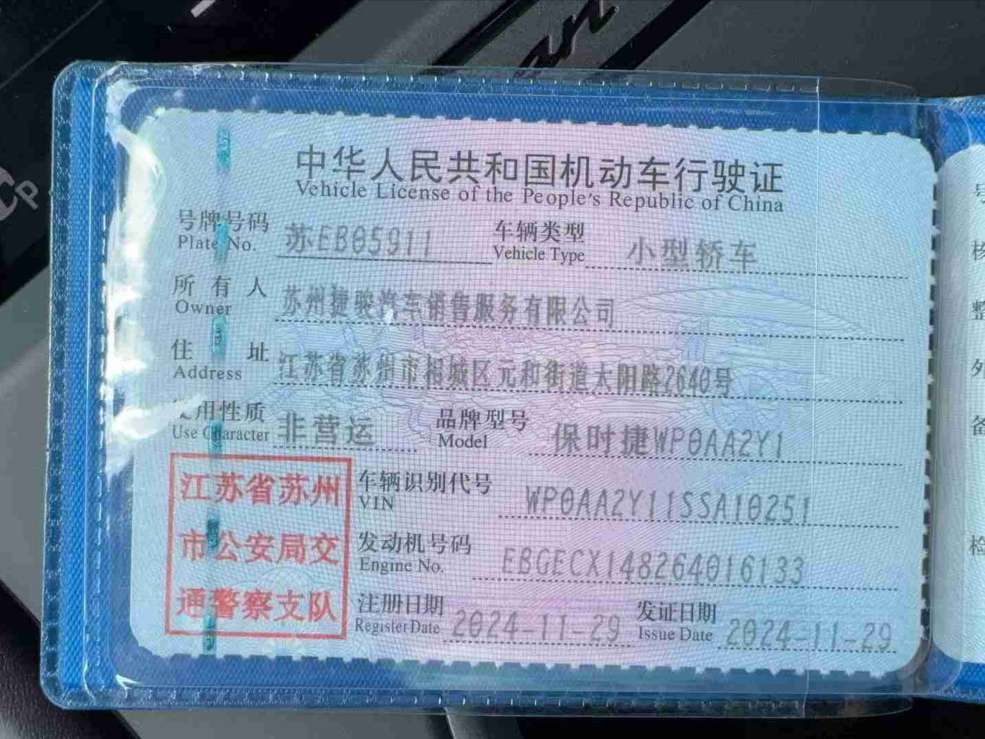 中华人民共和国机动车行驶证
Vehicle License of the People's Republic of China
号牌号码 苏EB05911 车辆类型 小型轿车
Plate No. Vehicle Type
所有人 苏州捷骏汽车销售服务有限公司
Owner
住址 江苏省苏州市相城区元和街道太阳路2640号
Address
使用性质 非营运 品牌型号 保时捷WP0AA2Y1
Use Character Model
江苏省苏州
市公安局交
通警察支队
车辆识别代号 WP0AA2Y11SSA10251
VIN
发动机号码 EBGECX148264016133
Engine No.
注册日期 2024-11-29 发证日期 2024-11-29
Register Date Issue Date